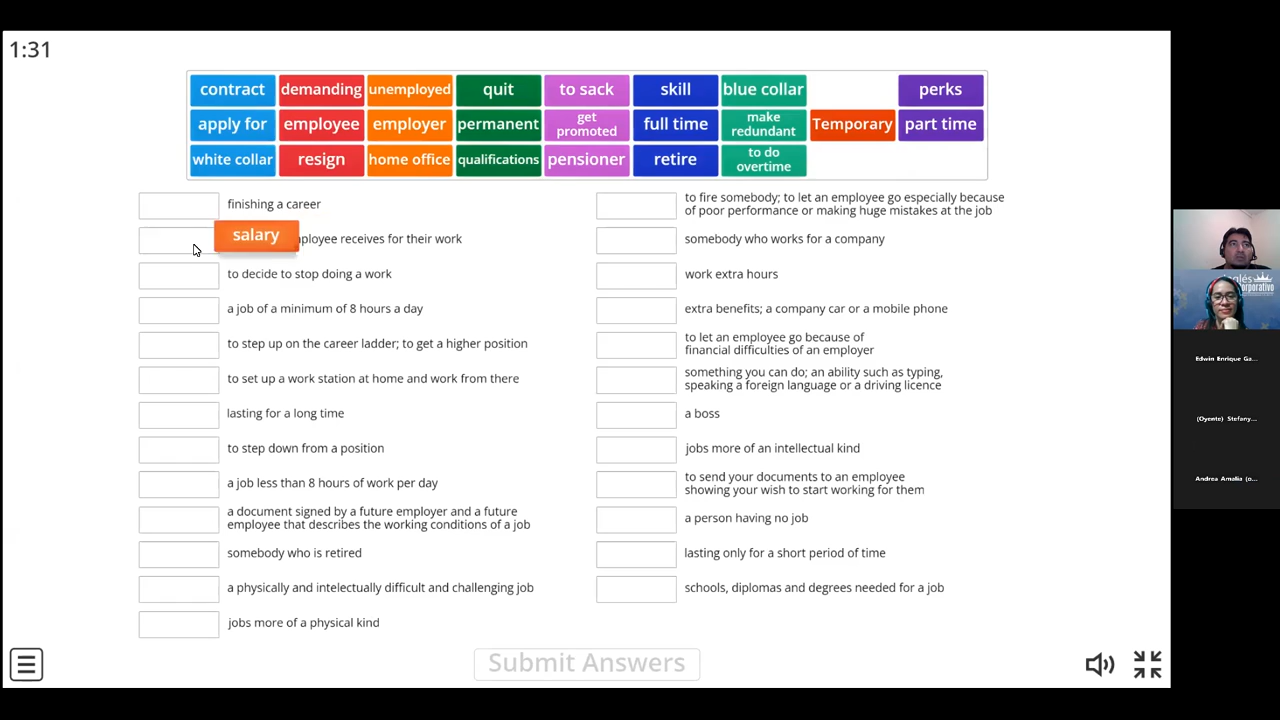 1:31
contract demanding unemployed quit to sack skill blue collar perks
apply for employee employer permanent get promoted full time make redundant Temporary part time
white collar resign home office qualifications pensioner retire to do overtime
finishing a career
salary
employee receives for their work
to decide to stop doing a work
a job of a minimum of 8 hours a day
to step up on the career ladder; to get a higher position
to set up a work station at home and work from there
lasting for a long time
to step down from a position
a job less than 8 hours of work per day
a document signed by a future employer and a future
employee that describes the working conditions of a job
somebody who is retired
a physically and intelectually difficult and challenging job
jobs more of a physical kind
to fire somebody; to let an employee go especially because
of poor performance or making huge mistakes at the job
somebody who works for a company
work extra hours
extra benefits; a company car or a mobile phone
to let an employee go because of
financial difficulties of an employer
something you can do; an ability such as typing,
speaking a foreign language or a driving licence
a boss
jobs more of an intellectual kind
to send your documents to an employee
showing your wish to start working for them
a person having no job
lasting only for a short period of time
schools, diplomas and degrees needed for a job
Submit Answers
Edwin Enrique Ga...
(Oyente) Stefany...
Andrea Amalia (o...